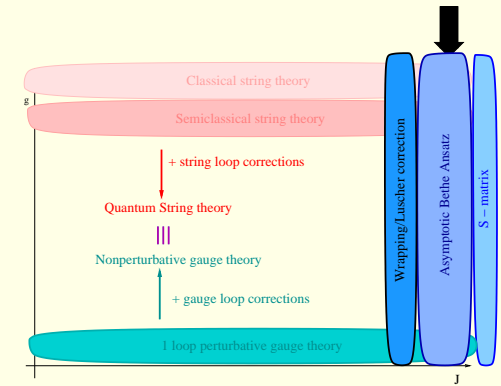 Classical string theory
g
Semiclassical string theory
+ string loop corrections
Quantum String theory
Nonperturbative gauge theory
+ gauge loop corrections
1 loop perturbative gauge theory
J
Wrapping/Luscher correction
Asymptotic Bethe Ansatz
S − matrix